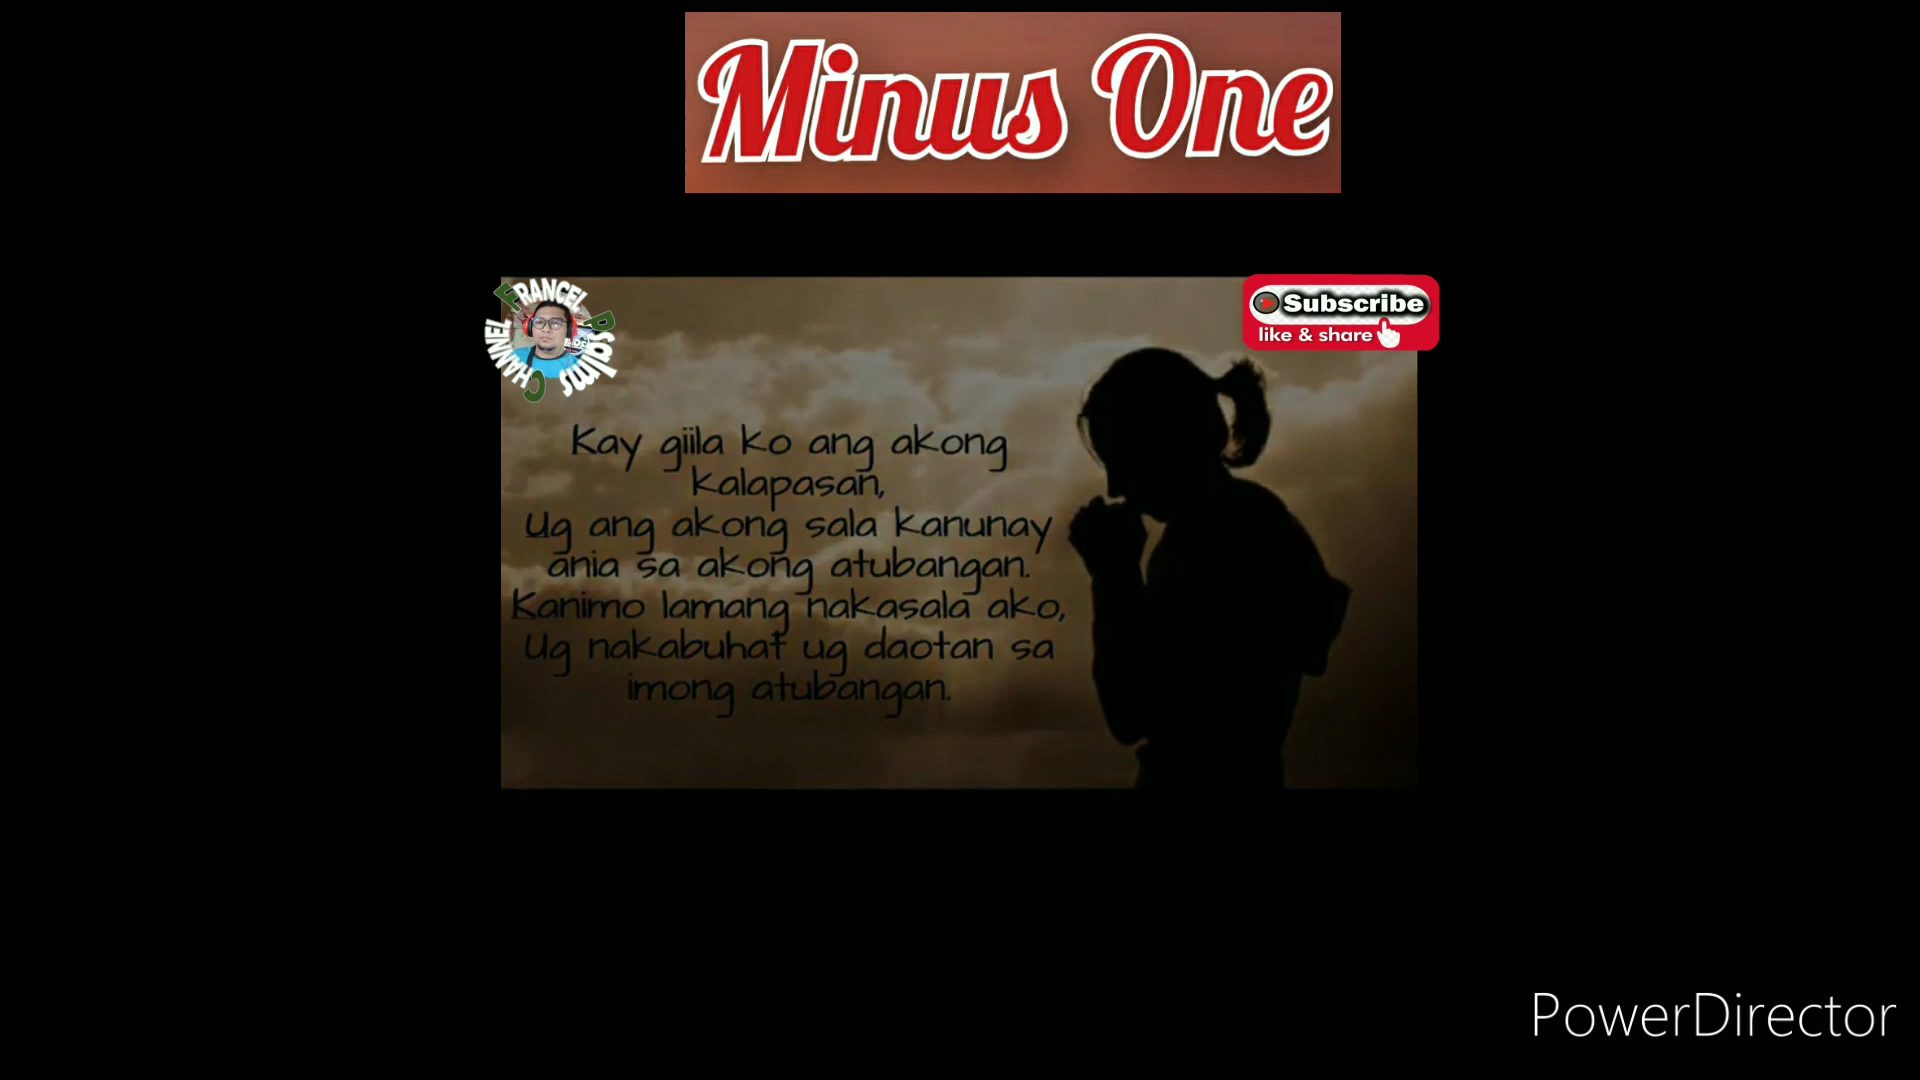 Minus One
FRANCEL Psalms CHANNEL
Subscribe
like & share
Kay giila ko ang akong
kalapasan,
Ug ang akong sala kanunay
ania sa akong atubangan.
Kanimo lamang nakasala ako,
Ug nakabuhat ug daotan sa
imong atubangan.
PowerDirector